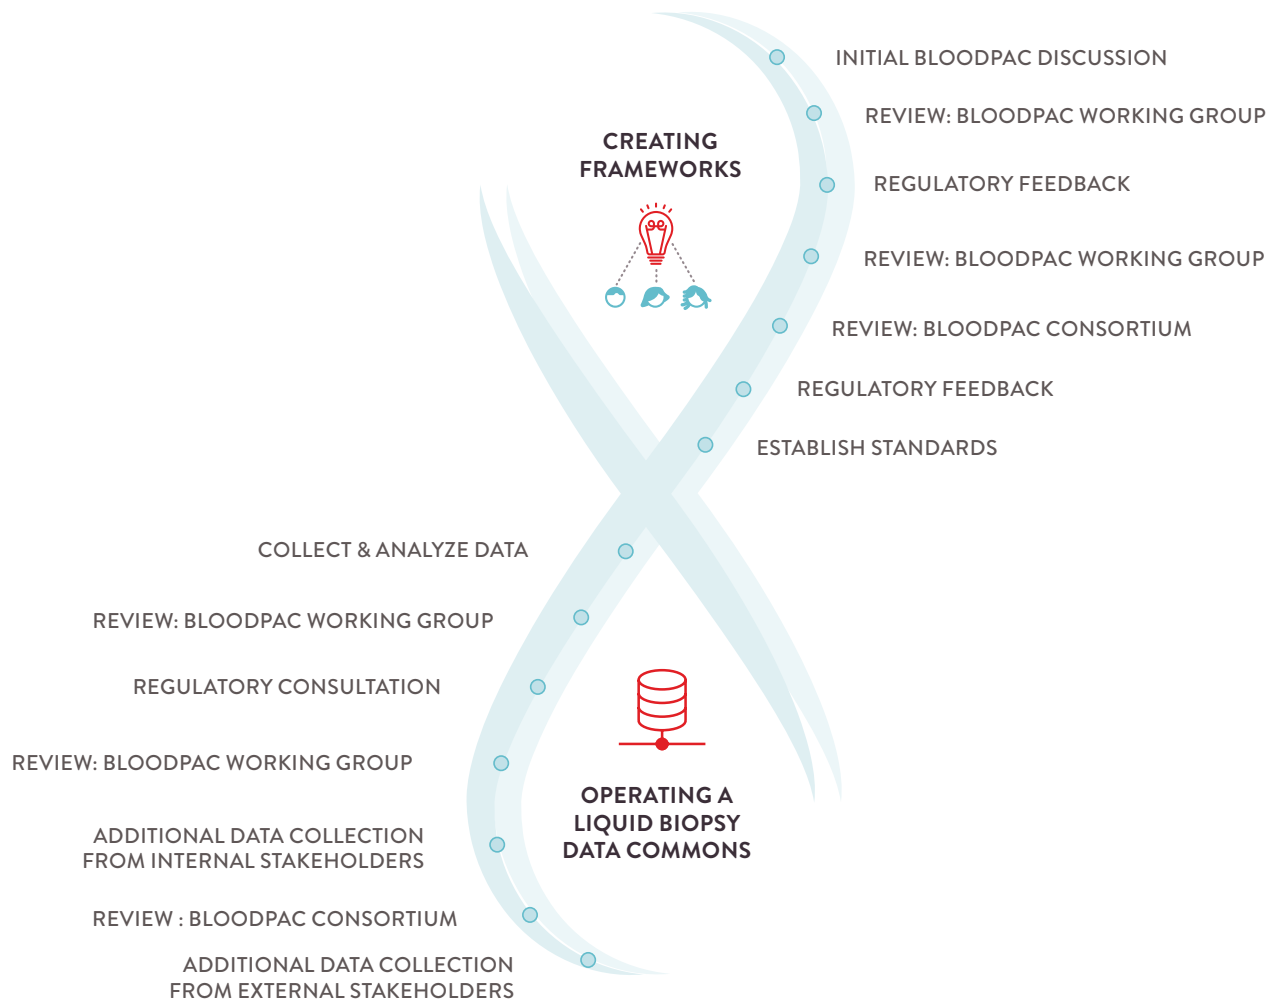 INITIAL BLOODPAC DISCUSSION
REVIEW: BLOODPAC WORKING GROUP
CREATING
FRAMEWORKS
REGULATORY FEEDBACK
REVIEW: BLOODPAC WORKING GROUP
REVIEW: BLOODPAC CONSORTIUM
REGULATORY FEEDBACK
ESTABLISH STANDARDS
COLLECT & ANALYZE DATA
REVIEW: BLOODPAC WORKING GROUP
REGULATORY CONSULTATION
REVIEW: BLOODPAC WORKING GROUP
OPERATING A
LIQUID BIOPSY
DATA COMMONS
ADDITIONAL DATA COLLECTION
FROM INTERNAL STAKEHOLDERS
REVIEW : BLOODPAC CONSORTIUM
ADDITIONAL DATA COLLECTION
FROM EXTERNAL STAKEHOLDERS